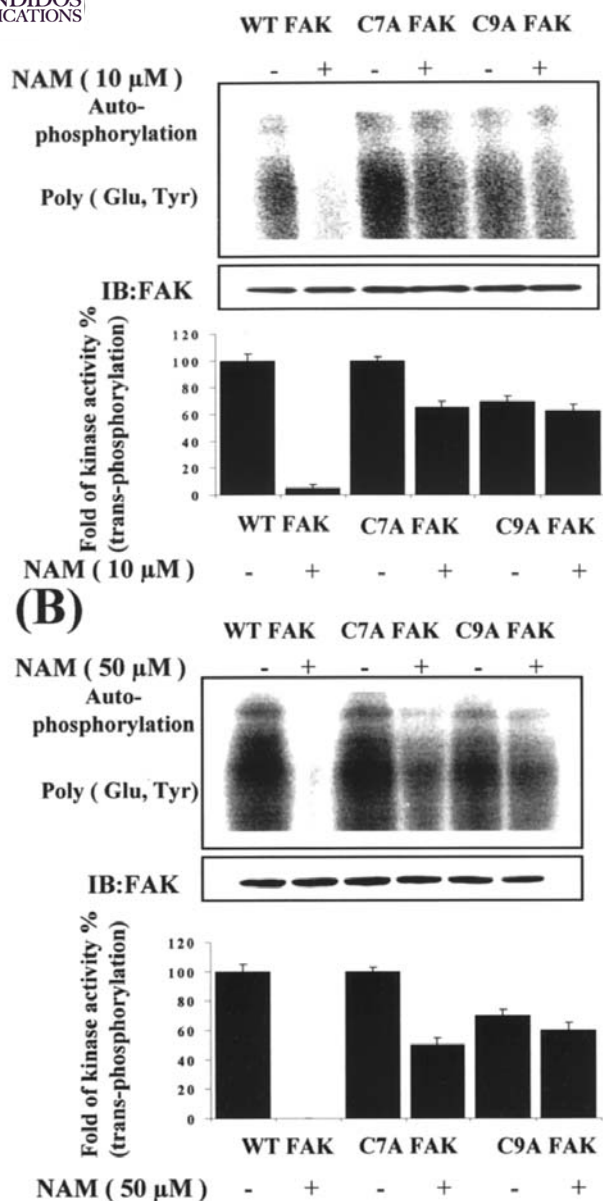 WT FAK C7A FAK C9A FAK
NAM ( 10 µM ) - + - + - +
Auto-
phosphorylation
Poly ( Glu, Tyr)
IB:FAK
Fold of kinase activity %
(trans-phosphorylation)
120
100
80
60
40
20
0
WT FAK C7A FAK C9A FAK
NAM ( 10 µM ) - + - + - +
(B)
WT FAK C7A FAK C9A FAK
NAM ( 50 µM ) - + - + - +
Auto-
phosphorylation
Poly ( Glu, Tyr)
IB:FAK
Fold of kinase activity %
(trans-phosphorylation)
120
100
80
60
40
20
0
WT FAK C7A FAK C9A FAK
NAM ( 50 µM ) - + - + - +